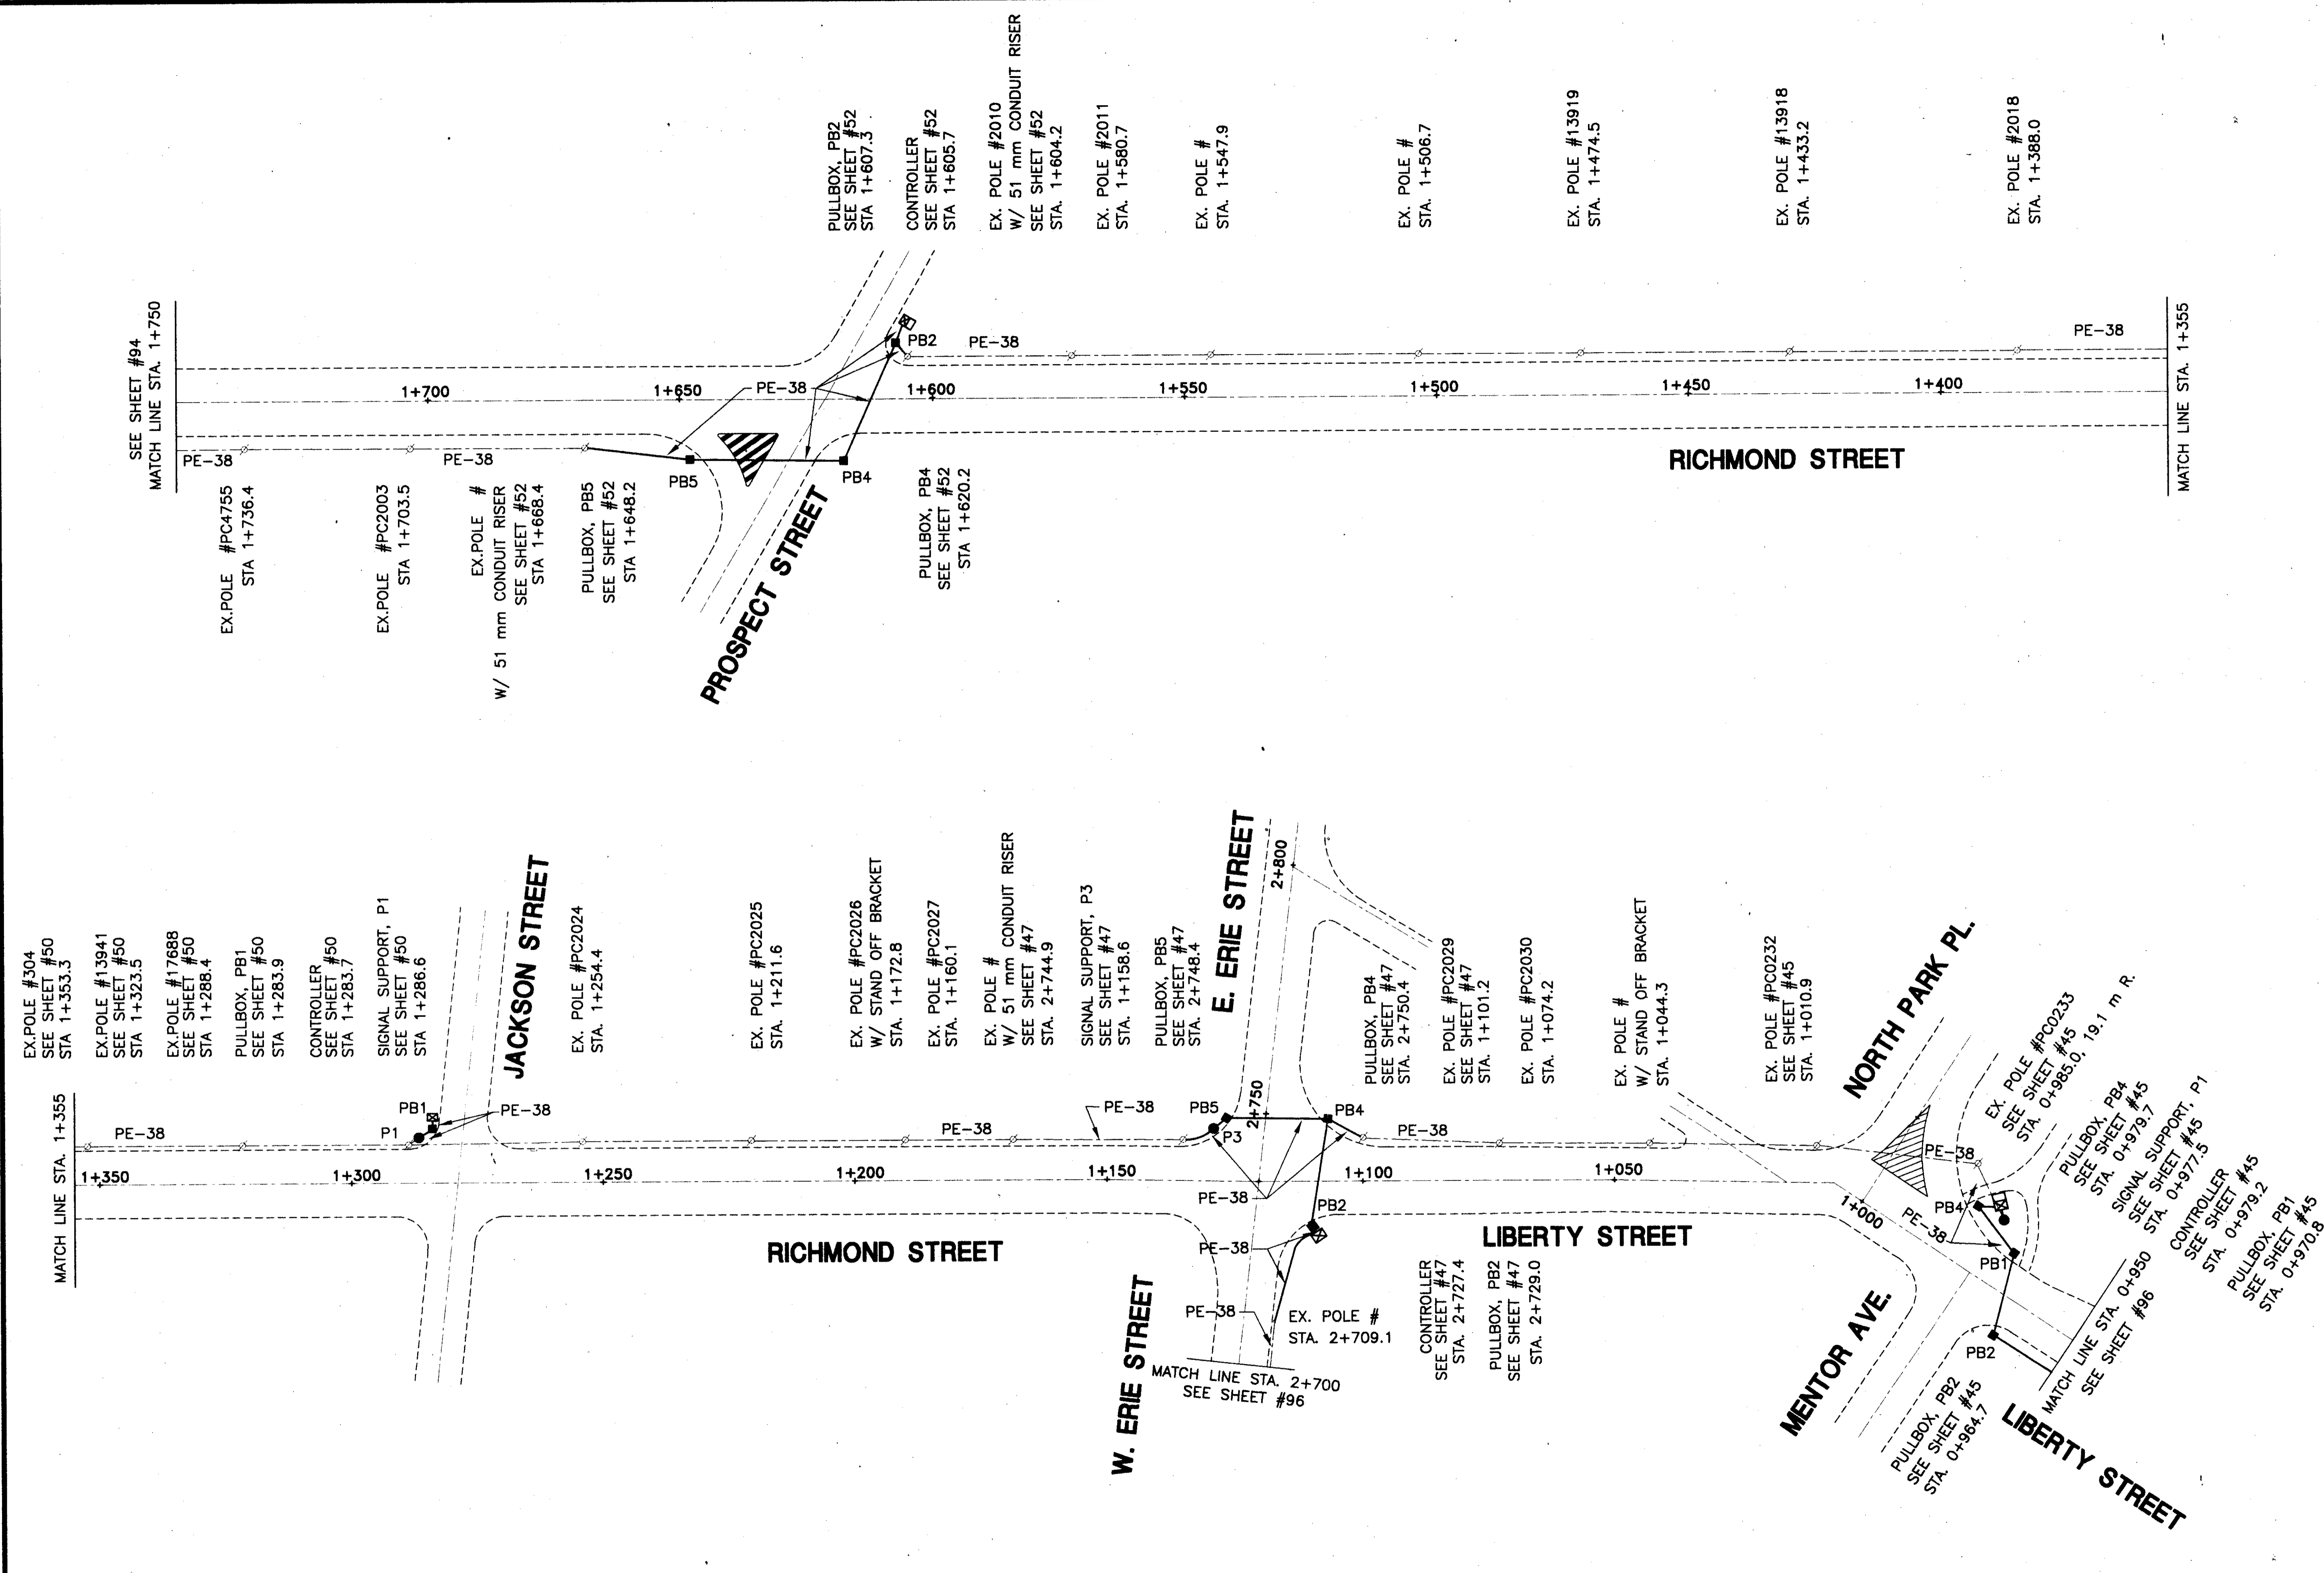 SEE SHEET #94
MATCH LINE STA. 1+750
PULLBOX, PB2
SEE SHEET #52
STA 1+607.3
CONTROLLER
SEE SHEET #52
STA 1+605.7
EX. POLE #2010
W/ 51 mm CONDUIT RISER
SEE SHEET #52
STA. 1+604.2
EX. POLE #2011
STA. 1+580.7
EX. POLE #
STA. 1+547.9
EX. POLE #
STA. 1+506.7
EX. POLE #13919
STA. 1+474.5
EX. POLE #13918
STA. 1+433.2
EX. POLE #2018
STA. 1+388.0
PB2
PE-38
PE-38
MATCH LINE STA. 1+355
1+700
1+650
PE-38
1+600
1+550
1+500
1+450
1+400
PE-38
PE-38
PB5
PB4
RICHMOND STREET
EX.POLE #PC4755
STA 1+736.4
EX.POLE #PC2003
STA 1+703.5
EX.POLE #
W/ 51 mm CONDUIT RISER
SEE SHEET #52
STA 1+668.4
PULLBOX, PB5
SEE SHEET #52
STA 1+648.2
PROSPECT STREET
PULLBOX, PB4
SEE SHEET #52
STA 1+620.2
EX.POLE #304
SEE SHEET #50
STA 1+353.3
EX.POLE #13941
SEE SHEET #50
STA 1+323.5
EX.POLE #17688
SEE SHEET #50
STA 1+288.4
PULLBOX, PB1
SEE SHEET #50
STA 1+283.9
CONTROLLER
SEE SHEET #50
STA 1+283.7
SIGNAL SUPPORT, P1
SEE SHEET #50
STA 1+286.6
JACKSON STREET
EX. POLE #PC2024
STA. 1+254.4
EX. POLE #PC2025
STA. 1+211.6
EX. POLE #PC2026
W/ STAND OFF BRACKET
STA. 1+172.8
EX. POLE #PC2027
STA. 1+160.1
EX. POLE #
W/ 51 mm CONDUIT RISER
SEE SHEET #47
STA. 2+744.9
SIGNAL SUPPORT, P3
SEE SHEET #47
STA. 1+158.6
PULLBOX, PB5
SEE SHEET #47
STA. 2+748.4
E. ERIE STREET
2+800
PULLBOX, PB4
SEE SHEET #47
STA. 2+750.4
EX. POLE #PC2029
SEE SHEET #47
STA. 1+101.2
EX. POLE #PC2030
STA. 1+074.2
EX. POLE #
W/ STAND OFF BRACKET
STA. 1+044.3
EX. POLE #PC0232
SEE SHEET #45
STA. 1+010.9
NORTH PARK PL.
EX. POLE #PC0233
SEE SHEET #45
STA. 0+985.0, 19.1 m R.
PULLBOX, PB4
SEE SHEET #45
STA. 0+979.7
SIGNAL SUPPORT, P1
SEE SHEET #45
STA. 0+977.5
CONTROLLER
SEE SHEET #45
STA. 0+979.2
PULLBOX, PB1
SEE SHEET #45
STA. 0+970.8
MATCH LINE STA. 1+355
PE-38
P1
PB1
PE-38
PE-38
PE-38
PB5
P3
2+750
PB4
PE-38
PE-38
1+350
1+300
1+250
1+200
1+150
1+100
1+050
1+000
PE-38
PB2
PE-38
PB4
PE-38
PB1
RICHMOND STREET
LIBERTY STREET
PE-38
W. ERIE STREET
EX. POLE #
STA. 2+709.1
MATCH LINE STA. 2+700
SEE SHEET #96
CONTROLLER
SEE SHEET #47
STA. 2+727.4
PULLBOX, PB2
SEE SHEET #47
STA. 2+729.0
MENTOR AVE.
PB2
PULLBOX, PB2
SEE SHEET #45
STA. 0+964.7
MATCH LINE STA. 0+950
SEE SHEET #96
LIBERTY STREET